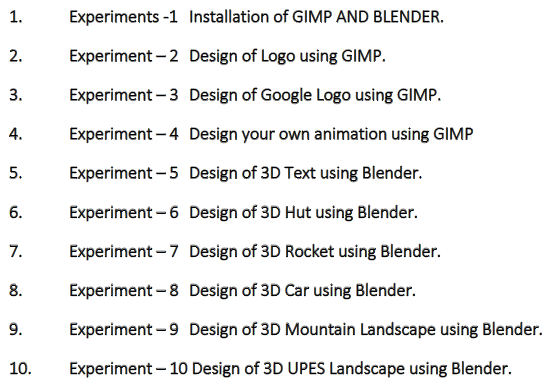 1. Experiments -1 Installation of GIMP AND BLENDER.
2. Experiment – 2 Design of Logo using GIMP.
3. Experiment – 3 Design of Google Logo using GIMP.
4. Experiment – 4 Design your own animation using GIMP
5. Experiment – 5 Design of 3D Text using Blender.
6. Experiment – 6 Design of 3D Hut using Blender.
7. Experiment – 7 Design of 3D Rocket using Blender.
8. Experiment – 8 Design of 3D Car using Blender.
9. Experiment – 9 Design of 3D Mountain Landscape using Blender.
10. Experiment – 10 Design of 3D UPES Landscape using Blender.